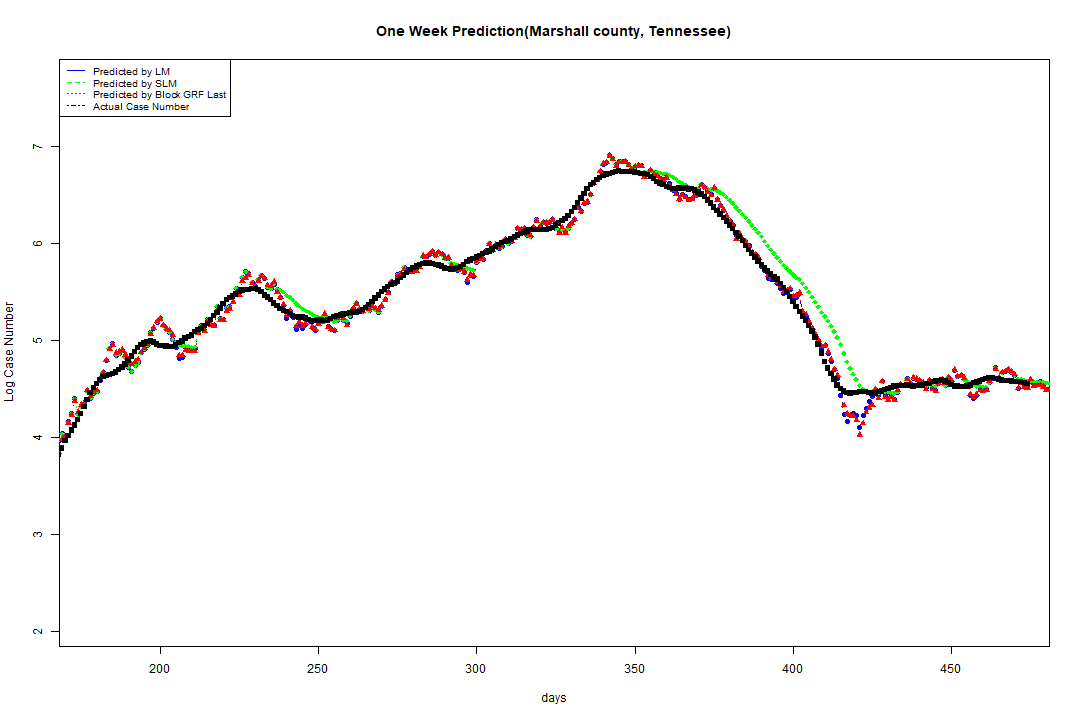 One Week Prediction(Marshall county, Tennessee)
Predicted by LM
Predicted by SLM
Predicted by Block GRF Last
Actual Case Number
7
6
5
4
3
2
Log Case Number
200 250 300 350 400 450
days